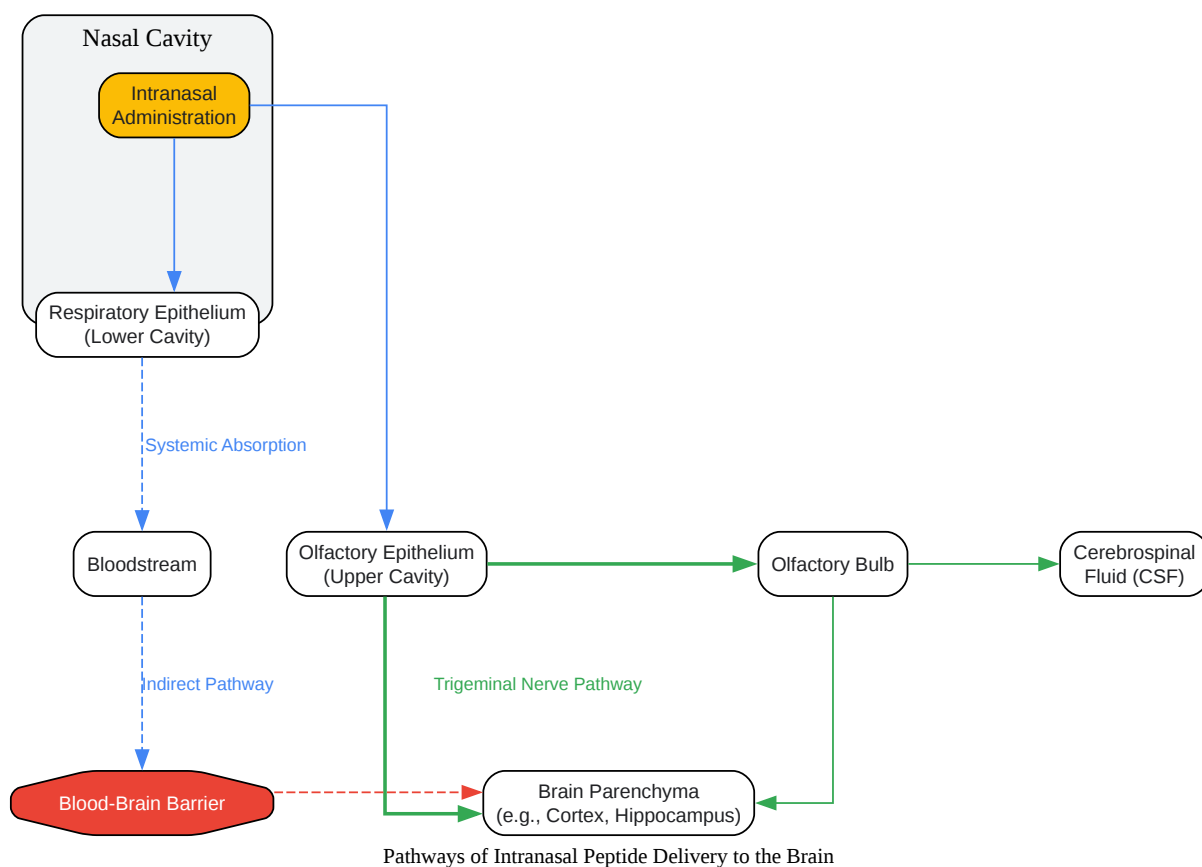 Nasal Cavity
Intranasal
Administration
Respiratory Epithelium
(Lower Cavity)
Systemic Absorption
Bloodstream
Olfactory Epithelium
(Upper Cavity)
Olfactory Bulb
Cerebrospinal
Fluid (CSF)
Indirect Pathway
Trigeminal Nerve Pathway
Blood-Brain Barrier
Brain Parenchyma
(e.g., Cortex, Hippocampus)
Pathways of Intranasal Peptide Delivery to the Brain